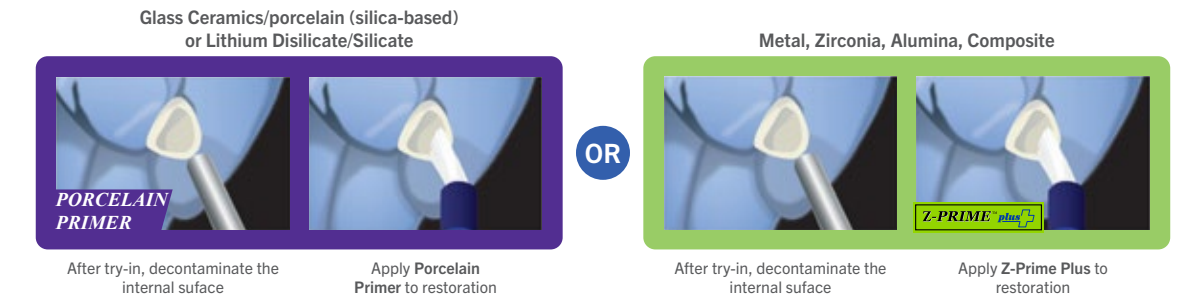 Glass Ceramics/porcelain (silica-based)
or Lithium Disilicate/Silicate
PORCELAIN
PRIMER
After try-in, decontaminate the
internal suface
Apply Porcelain
Primer to restoration
OR
Metal, Zirconia, Alumina, Composite
Z-PRIME™ plus
After try-in, decontaminate the
internal suface
Apply Z-Prime Plus to
restoration